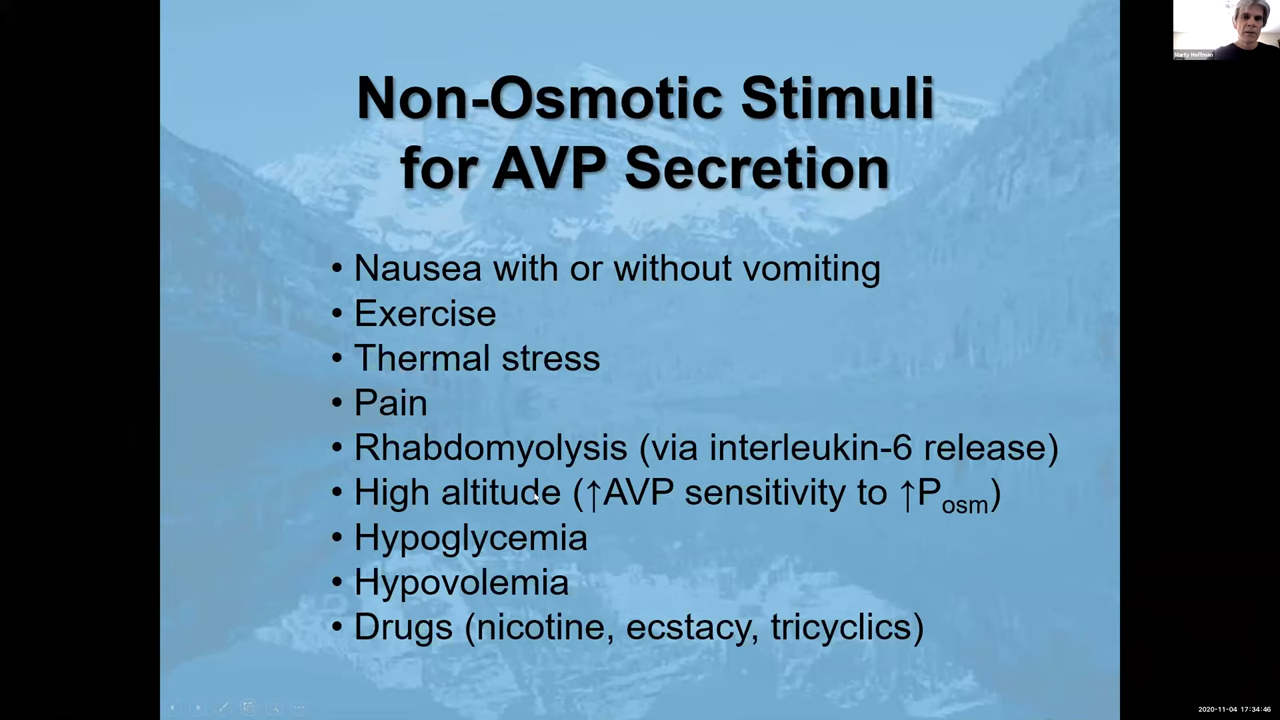 Marty Hoffman
Non-Osmotic Stimuli
for AVP Secretion
• Nausea with or without vomiting
• Exercise
• Thermal stress
• Pain
• Rhabdomyolysis (via interleukin-6 release)
• High altitude (↑AVP sensitivity to ↑Posm)
• Hypoglycemia
• Hypovolemia
• Drugs (nicotine, ecstacy, tricyclics)
2020-11-04 17:34:46